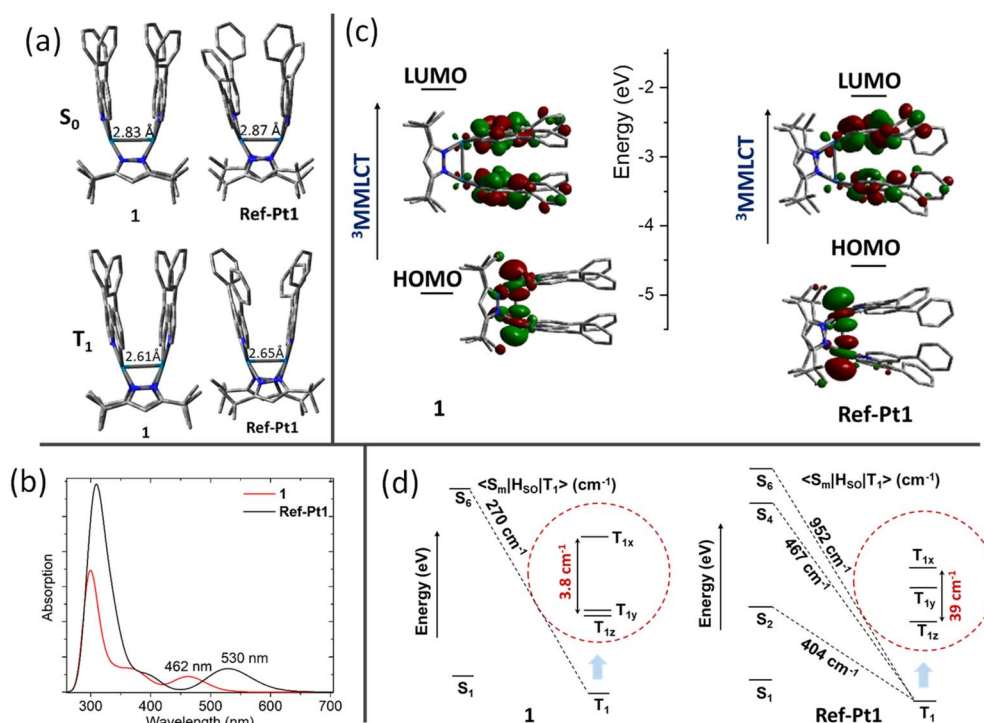 (a)
S0
2.83 Å
2.87 Å
1
Ref-Pt1
T1
2.61Å
2.65Å
1
Ref-Pt1
(c)
LUMO
3MMLCT
HOMO
1
Energy (eV)
-2
-3
-4
-5
LUMO
3MMLCT
HOMO
Ref-Pt1
(b)
1
Ref-Pt1
Absorption
462 nm
530 nm
300 400 500 600 700
Wavelength (nm)
(d)
<Sm|HSO|T1> (cm-1)
Energy (eV)
S6
270 cm-1
S1
3.8 cm-1
T1x
T1y
T1z
T1
1
<Sm|HSO|T1> (cm-1)
Energy (eV)
S6
S4
S2
S1
952 cm-1
467 cm-1
404 cm-1
T1x
T1y
T1z
39 cm-1
T1
Ref-Pt1